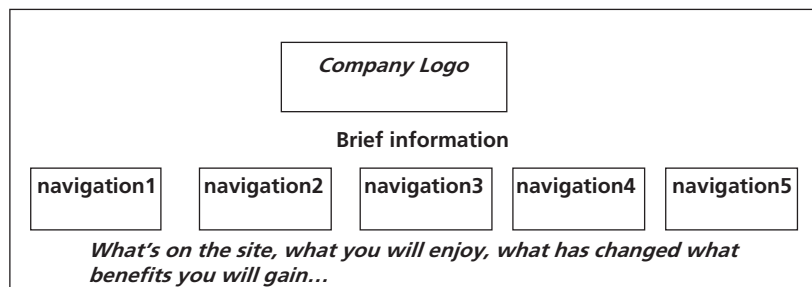 Company Logo
Brief information
navigation1 navigation2 navigation3 navigation4 navigation5
What's on the site, what you will enjoy, what has changed what
benefits you will gain...